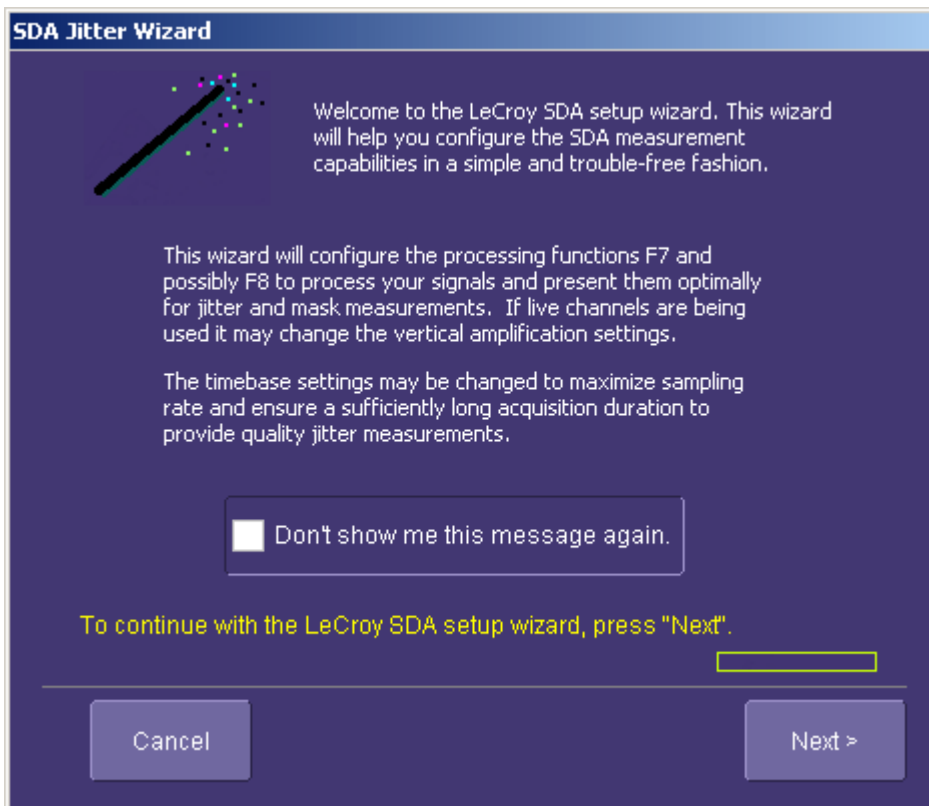 SDA Jitter Wizard
Welcome to the LeCroy SDA setup wizard. This wizard
will help you configure the SDA measurement
capabilities in a simple and trouble-free fashion.
This wizard will configure the processing functions F7 and
possibly F8 to process your signals and present them optimally
for jitter and mask measurements.  If live channels are being
used it may change the vertical amplification settings.
The timebase settings may be changed to maximize sampling
rate and ensure a sufficiently long acquisition duration to
provide quality jitter measurements.
Don't show me this message again.
To continue with the LeCroy SDA setup wizard, press "Next".
Cancel
Next >